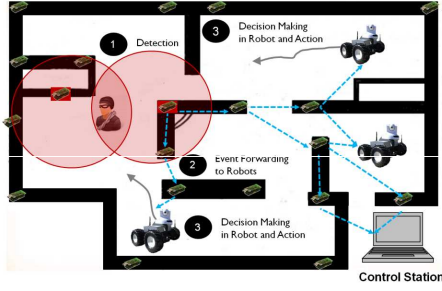 1 Detection
3 Decision Making
in Robot and Action
2 Event Forwarding
to Robots
3 Decision Making
in Robot and Action
Control Station